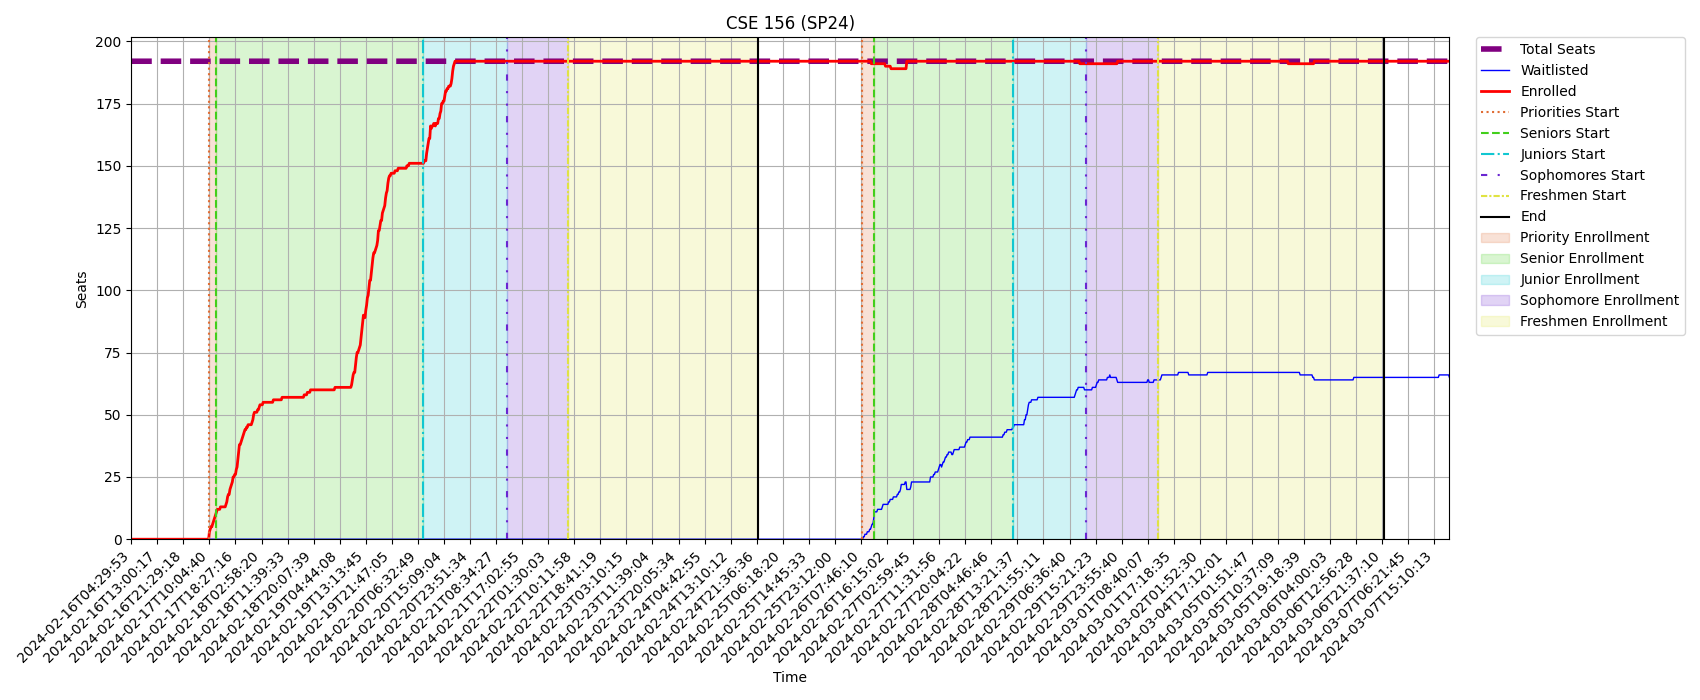 CSE 156 (SP24)
200
175
150
125
100
75
50
25
0
Seats
2024-02-16T04:29:53
2024-02-16T13:00:17
2024-02-16T21:29:18
2024-02-17T10:04:40
2024-02-17T18:27:16
2024-02-18T02:58:20
2024-02-18T11:39:33
2024-02-18T20:07:39
2024-02-19T04:44:08
2024-02-19T13:13:45
2024-02-19T21:47:05
2024-02-20T06:32:49
2024-02-20T15:09:04
2024-02-20T23:51:34
2024-02-21T08:34:27
2024-02-21T17:02:55
2024-02-22T01:30:03
2024-02-22T10:11:58
2024-02-22T18:41:19
2024-02-23T03:10:15
2024-02-23T11:39:04
2024-02-23T20:05:34
2024-02-24T04:42:55
2024-02-24T13:10:12
2024-02-24T21:36:36
2024-02-25T06:18:20
2024-02-25T14:45:33
2024-02-25T23:12:00
2024-02-26T07:46:10
2024-02-26T16:15:02
2024-02-27T02:59:45
2024-02-27T11:31:56
2024-02-27T20:04:22
2024-02-28T04:46:46
2024-02-28T13:21:37
2024-02-28T21:55:11
2024-02-29T06:36:40
2024-02-29T15:21:23
2024-02-29T23:55:40
2024-03-01T08:40:07
2024-03-01T17:18:35
2024-03-02T01:52:30
2024-03-04T17:12:01
2024-03-05T01:51:47
2024-03-05T10:37:09
2024-03-05T19:18:39
2024-03-06T04:00:03
2024-03-06T12:56:28
2024-03-06T21:37:10
2024-03-07T06:21:45
2024-03-07T15:10:13
Time
Total Seats
Waitlisted
Enrolled
Priorities Start
Seniors Start
Juniors Start
Sophomores Start
Freshmen Start
End
Priority Enrollment
Senior Enrollment
Junior Enrollment
Sophomore Enrollment
Freshmen Enrollment